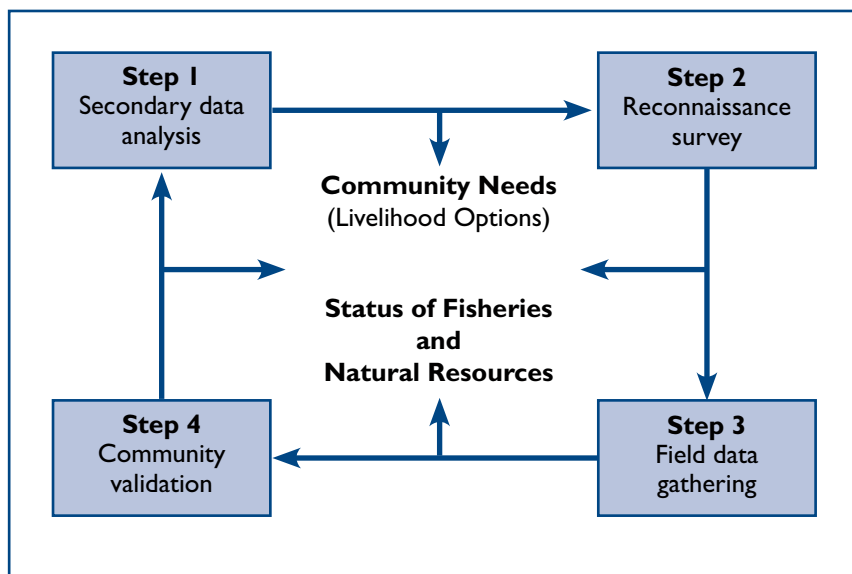 Step 1
Secondary data
analysis
Step 2
Reconnaissance
survey
Community Needs
(Livelihood Options)
Status of Fisheries
and
Natural Resources
Step 4
Community
validation
Step 3
Field data
gathering